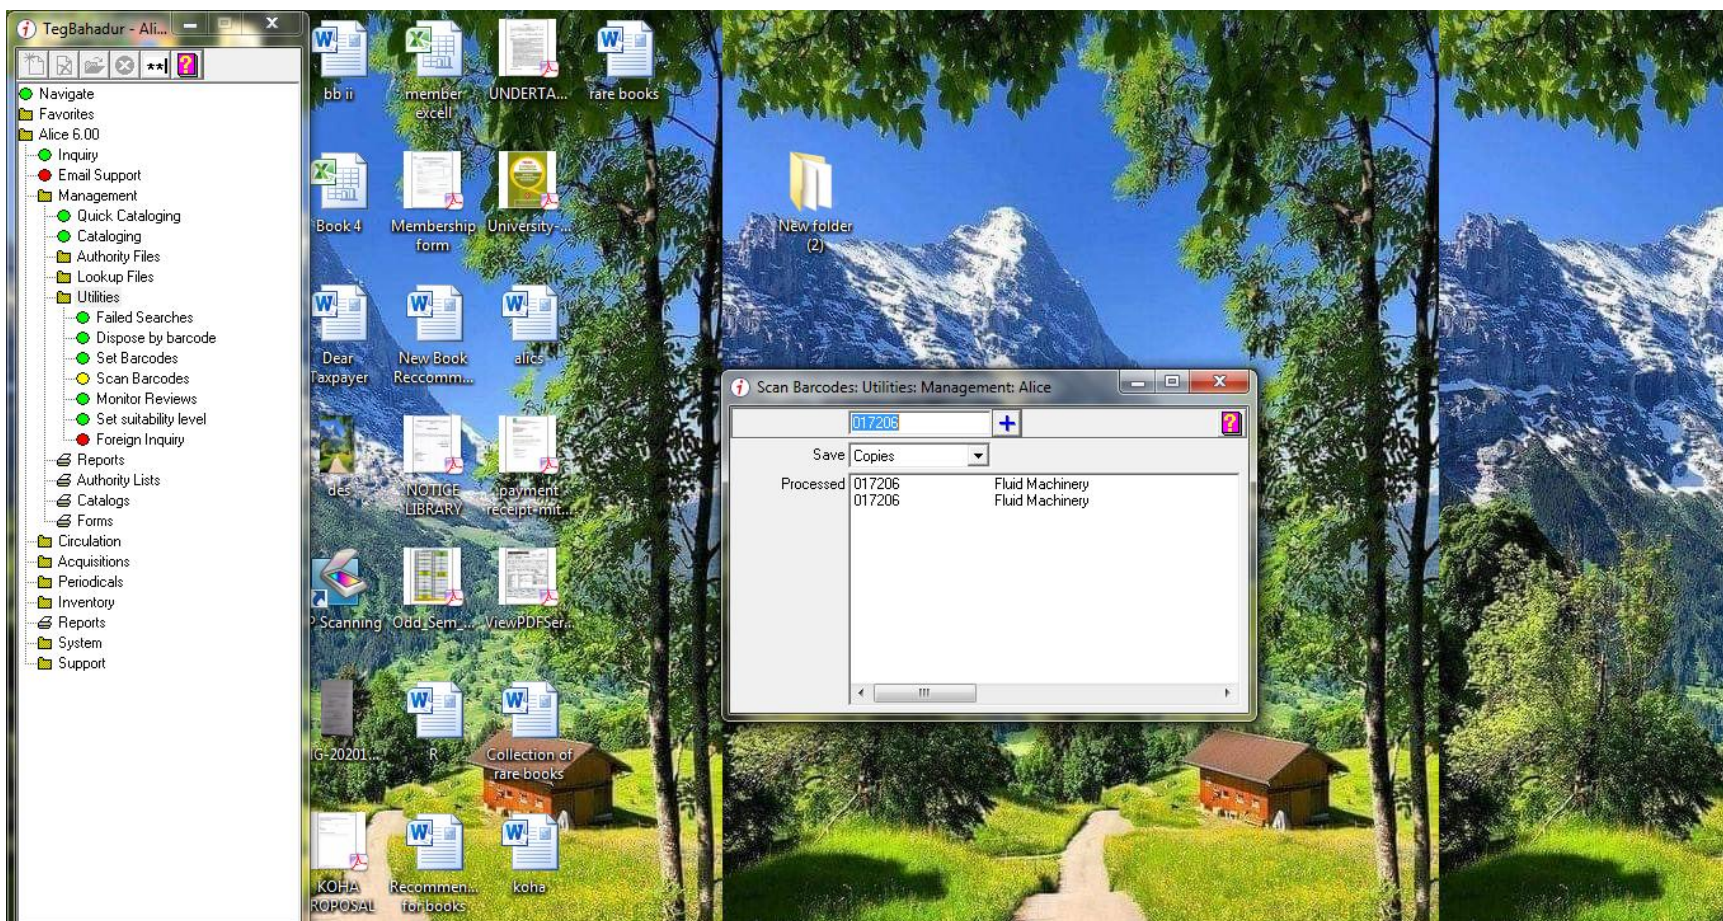 TegBahadur - Ali...
Navigate
Favorites
Alice 6.00
Inquiry
Email Support
Management
Quick Cataloging
Cataloging
Authority Files
Lookup Files
Utilities
Failed Searches
Dispose by barcode
Set Barcodes
Scan Barcodes
Monitor Reviews
Set suitability level
Foreign Inquiry
Reports
Authority Lists
Catalogs
Forms
Circulation
Acquisitions
Periodicals
Inventory
Reports
System
Support
bb ii
member
excell
UNDERTA...
rare books
Book 4
Membership
form
University-...
New folder
(2)
Dear
Taxpayer
New Book
Reccomm...
alics
des
NOTICE
LIBRARY
payment
receipt-mit...
P Scanning
Odd_Sem_...
ViewPDFSer...
IG-20201...
R
Collection of
rare books
KOHA
ROPOSAL
Recommen...
for books
koha
Scan Barcodes: Utilities: Management: Alice
017206
Save Copies
Processed 017206 Fluid Machinery
017206 Fluid Machinery